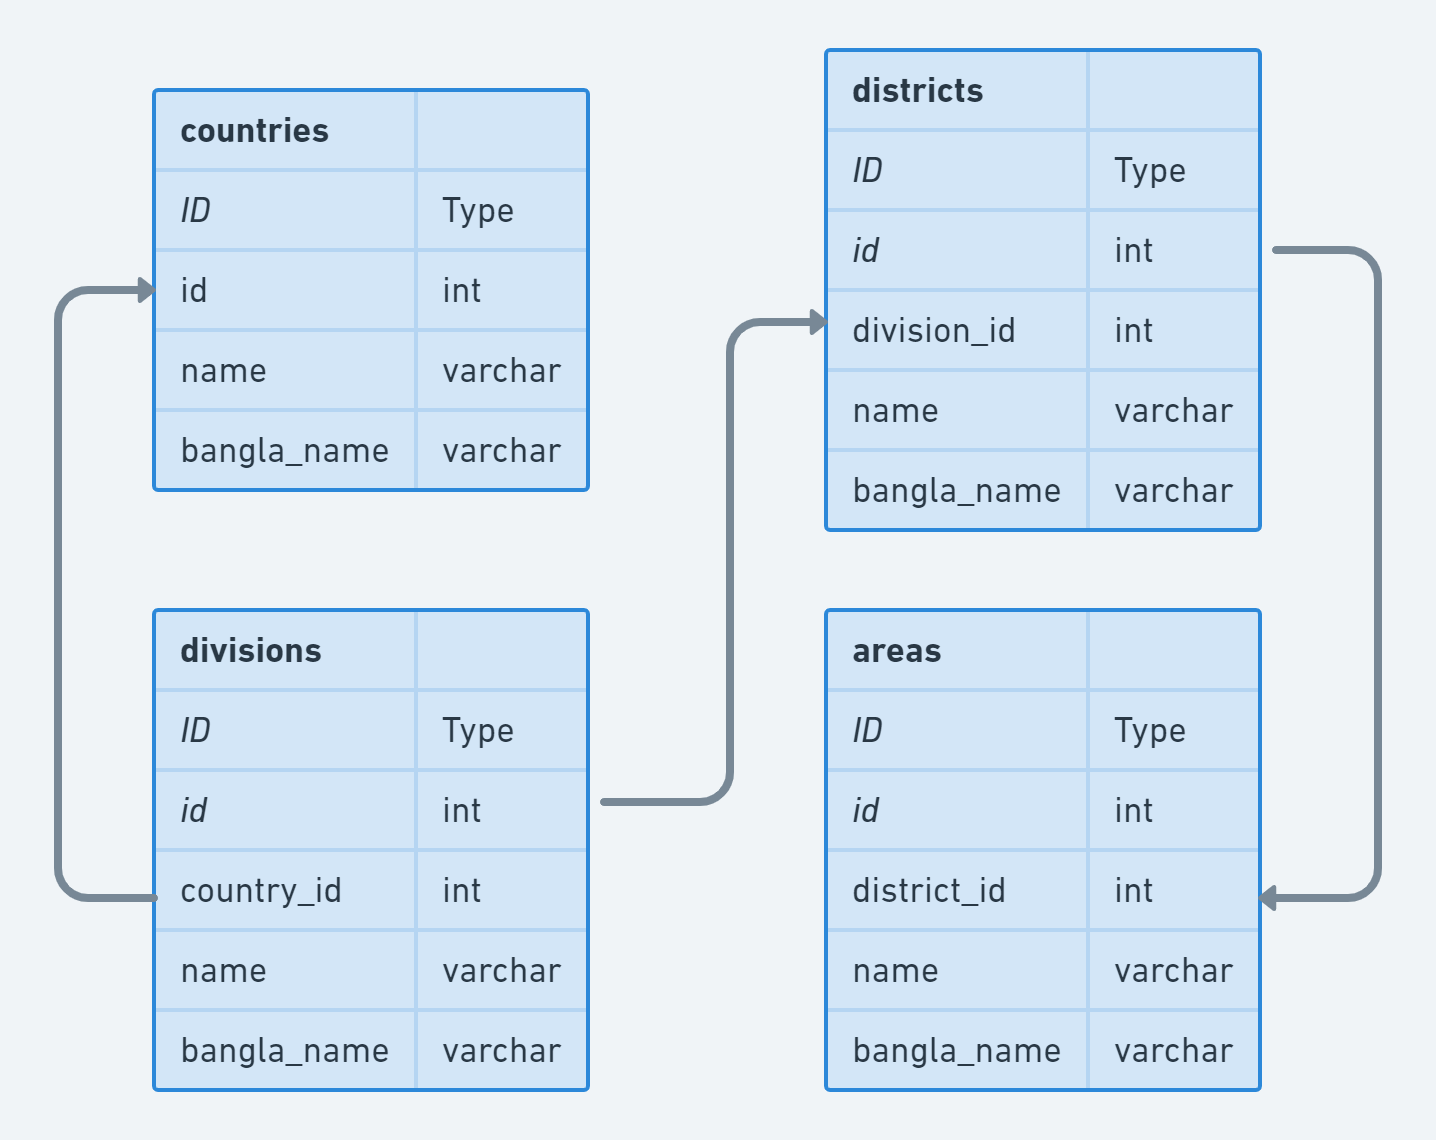 countries
ID Type
id int
name varchar
bangla_name varchar
divisions
ID Type
id int
country_id int
name varchar
bangla_name varchar
districts
ID Type
id int
division_id int
name varchar
bangla_name varchar
areas
ID Type
id int
district_id int
name varchar
bangla_name varchar